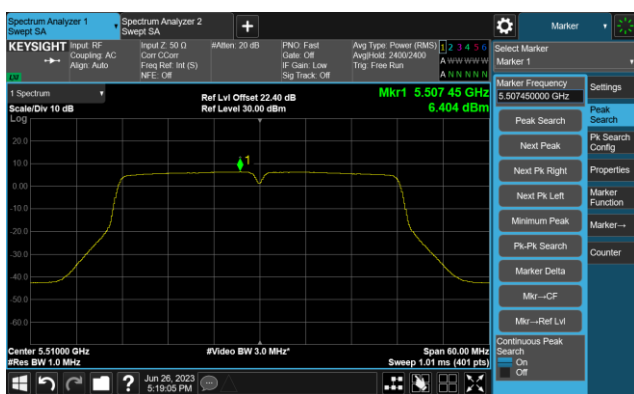 Spectrum Analyzer 1
Swept SA
Spectrum Analyzer 2
Swept SA
+
Marker
KEYSIGHT
Input: RF
Coupling: AC
Align: Auto
Input Z: 50 Ω
Corr CCorr
Freq Ref: Int (S)
NFE: Off
#Atten: 20 dB
PNO: Fast
Gate: Off
IF Gain: Low
Sig Track: Off
Avg Type: Power (RMS)
Avg|Hold: 2400/2400
Trig: Free Run
1 2 3 4 5 6
A W W W W W
A N N N N N
Select Marker
Marker 1
1 Spectrum
Scale/Div 10 dB
Log
Ref Lvl Offset 22.40 dB
Ref Level 30.00 dBm
Mkr1 5.507 45 GHz
6.404 dBm
20.0
10.0
0.00
-10.0
-20.0
-30.0
-40.0
-50.0
-60.0
1
Center 5.51000 GHz
#Res BW 1.0 MHz
#Video BW 3.0 MHz*
Span 60.00 MHz
Sweep 1.01 ms (401 pts)
Marker Frequency
5.507450000 GHz
Peak Search
Next Peak
Next Pk Right
Next Pk Left
Minimum Peak
Pk-Pk Search
Marker Delta
Mkr→CF
Mkr→Ref Lvl
Continuous Peak
Search
On
Off
Settings
Peak
Search
Pk Search
Config
Properties
Marker
Function
Marker→
Counter
?
Jun 26, 2023
5:19:05 PM